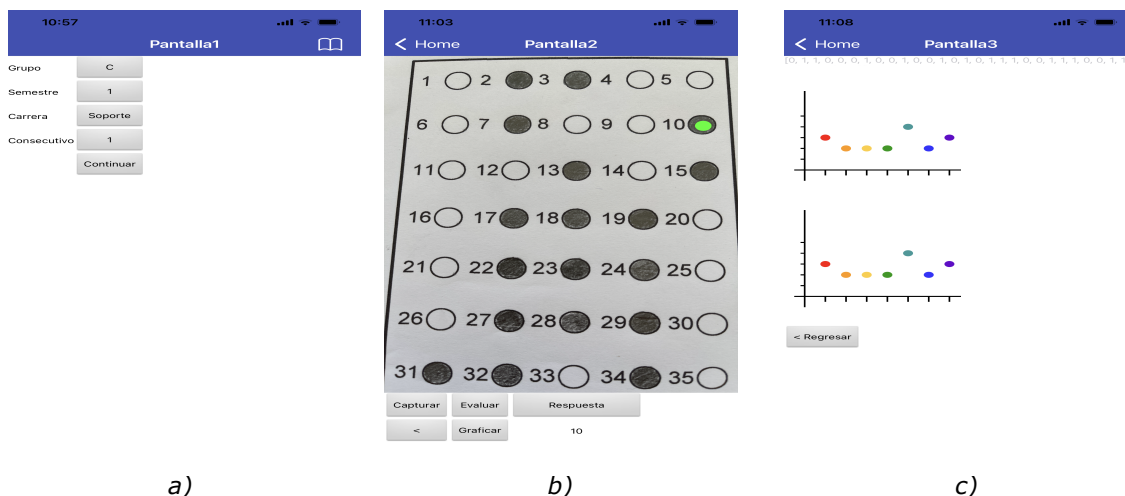 10:57
Pantalla1
Grupo C
Semestre 1
Carrera Soporte
Consecutivo 1
Continuar
a)
11:03
< Home Pantalla2
1 2 3 4 5
6 7 8 9 10
11 12 13 14 15
16 17 18 19 20
21 22 23 24 25
26 27 28 29 30
31 32 33 34 35
Capturar Evaluar Respuesta
< Graficar 10
b)
11:08
< Home Pantalla3
< Regresar
c)